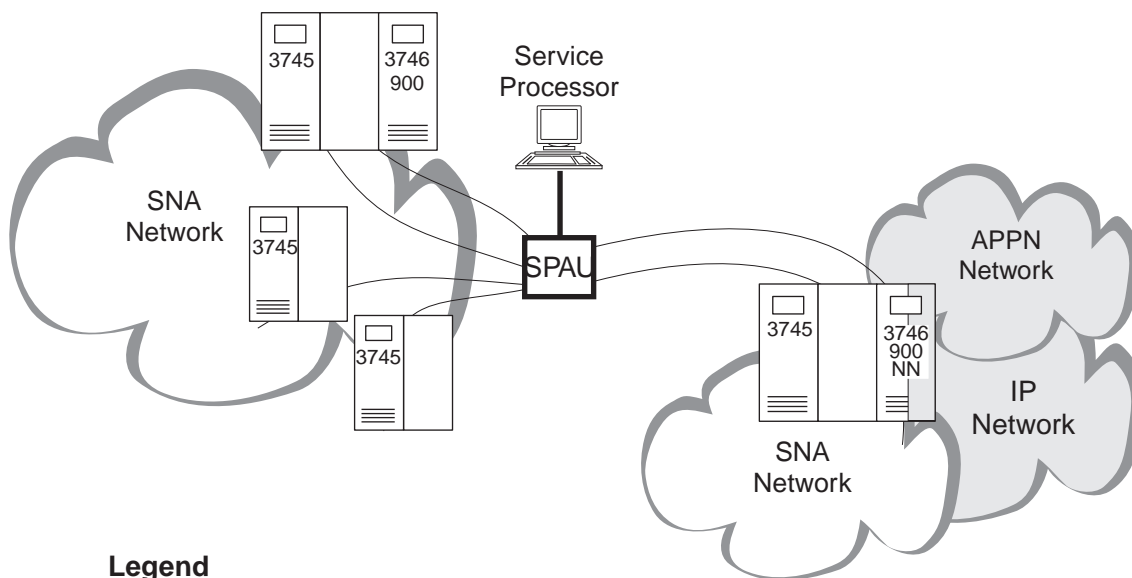 3745
3746
900
Service
Processor
SNA
Network
3745
SPAU
3745
APPN
Network
3745
3746
900
NN
IP
Network
SNA
Network
Legend